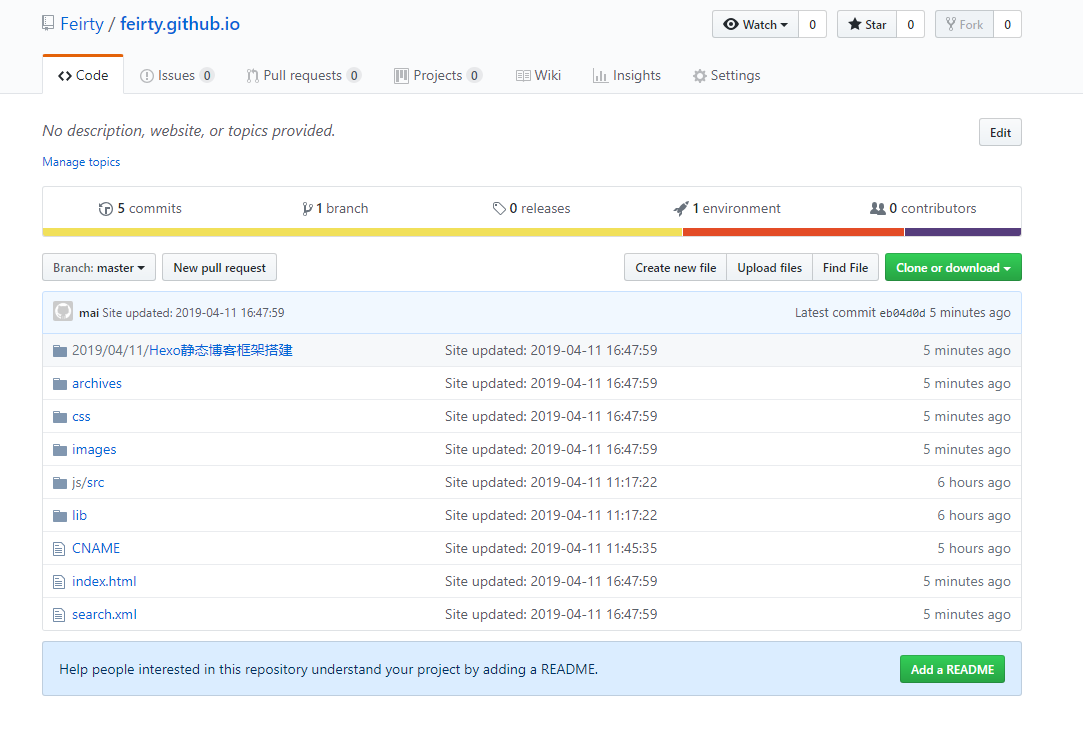 Feirty / feirty.github.io Watch 0 Star 0 Fork 0
Code Issues 0 Pull requests 0 Projects 0 Wiki Insights Settings
No description, website, or topics provided. Edit
Manage topics
5 commits 1 branch 0 releases 1 environment 0 contributors
Branch: master New pull request Create new file Upload files Find File Clone or download
mai Site updated: 2019-04-11 16:47:59 Latest commit eb04d0d 5 minutes ago
2019/04/11/Hexo静态博客框架搭建 Site updated: 2019-04-11 16:47:59 5 minutes ago
archives Site updated: 2019-04-11 16:47:59 5 minutes ago
css Site updated: 2019-04-11 16:47:59 5 minutes ago
images Site updated: 2019-04-11 16:47:59 5 minutes ago
js/src Site updated: 2019-04-11 11:17:22 6 hours ago
lib Site updated: 2019-04-11 11:17:22 6 hours ago
CNAME Site updated: 2019-04-11 11:45:35 5 hours ago
index.html Site updated: 2019-04-11 16:47:59 5 minutes ago
search.xml Site updated: 2019-04-11 16:47:59 5 minutes ago
Help people interested in this repository understand your project by adding a README. Add a README